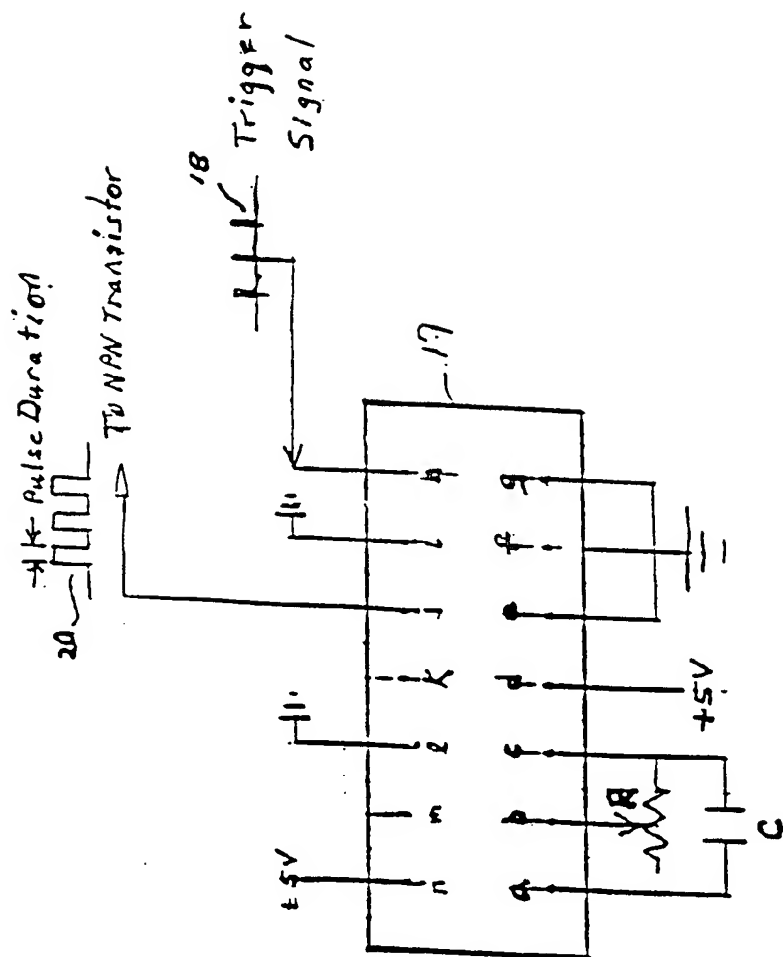 20
Pulse Duration
To NPN Transistor
18
Trigger
Signal
17
+5V
n m l k j i h
a b c d e f g
R
+5V
C